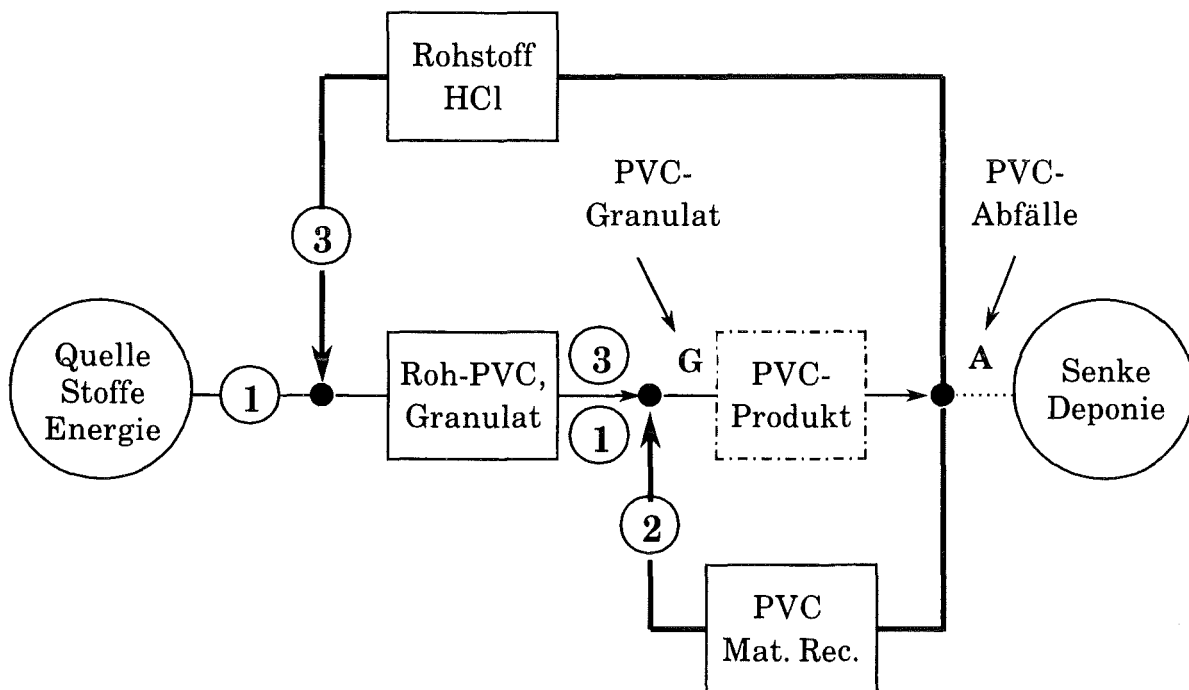 Rohstoff
HCl
PVC-
Granulat
PVC-
Abfälle
3
Quelle
Stoffe
Energie
1
Roh-PVC,
Granulat
3
1
G
PVC-
Produkt
A
Senke
Deponie
2
PVC
Mat. Rec.